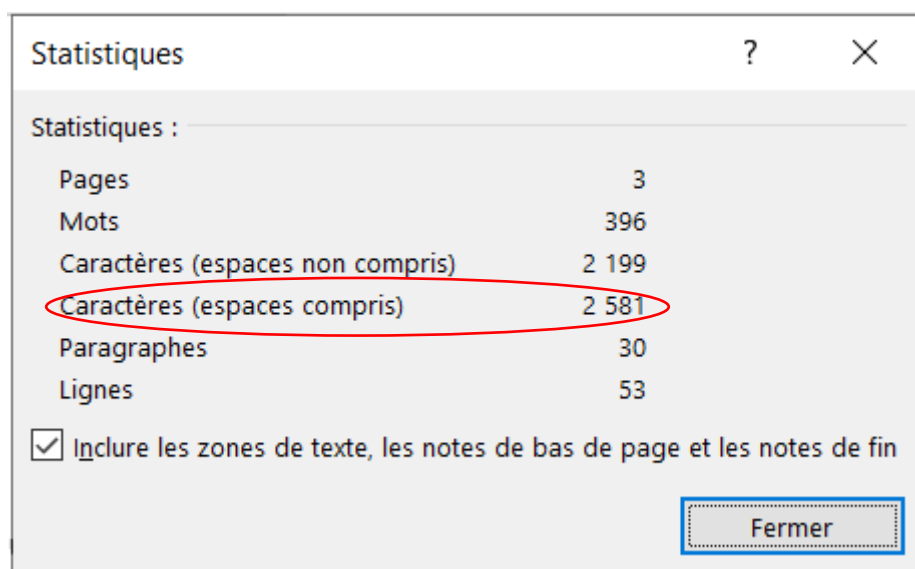 Statistiques ?
Statistiques :
Pages 3
Mots 396
Caractères (espaces non compris) 2 199
Caractères (espaces compris) 2 581
Paragraphes 30
Lignes 53
Inclure les zones de texte, les notes de bas de page et les notes de fin
Fermer